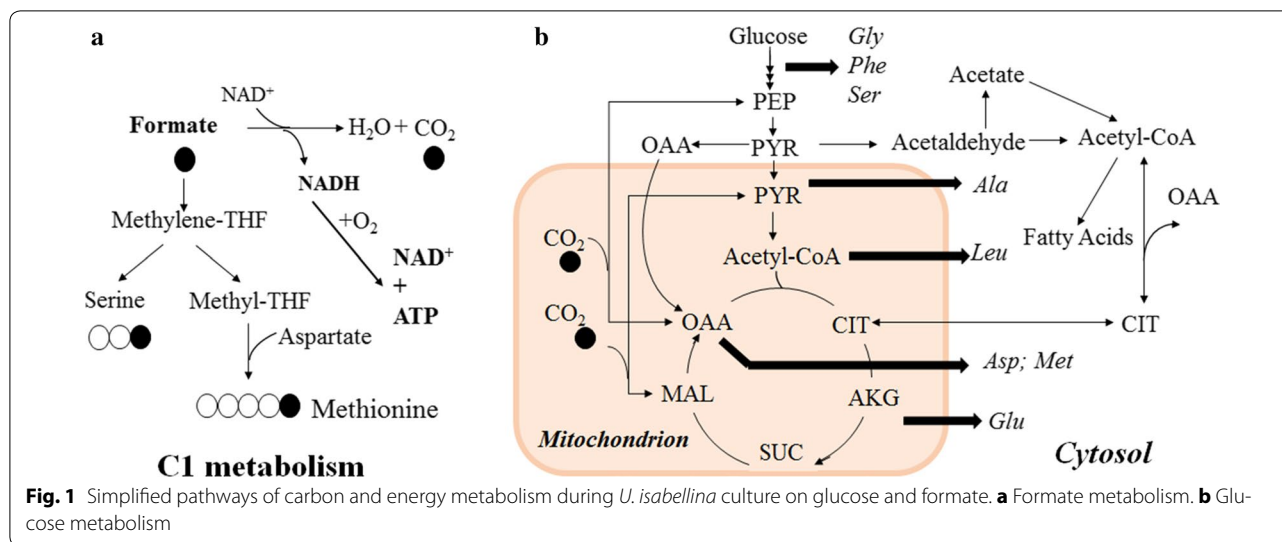 a
NAD⁺
Formate
H₂O + CO₂
NADH
+O₂
Methylene-THF
NAD⁺
+
ATP
Serine
Methyl-THF
Aspartate
Methionine
C1 metabolism
b
Glucose
Gly
Phe
Ser
PEP
Acetate
OAA
PYR
Acetaldehyde
Acetyl-CoA
PYR
Ala
OAA
CO₂
Acetyl-CoA
Leu
Fatty Acids
CO₂
OAA
CIT
CIT
Asp; Met
MAL
AKG
Glu
Mitochondrion
SUC
Cytosol
Fig. 1 Simplified pathways of carbon and energy metabolism during U. isabellina culture on glucose and formate. a Formate metabolism. b Glu-
cose metabolism